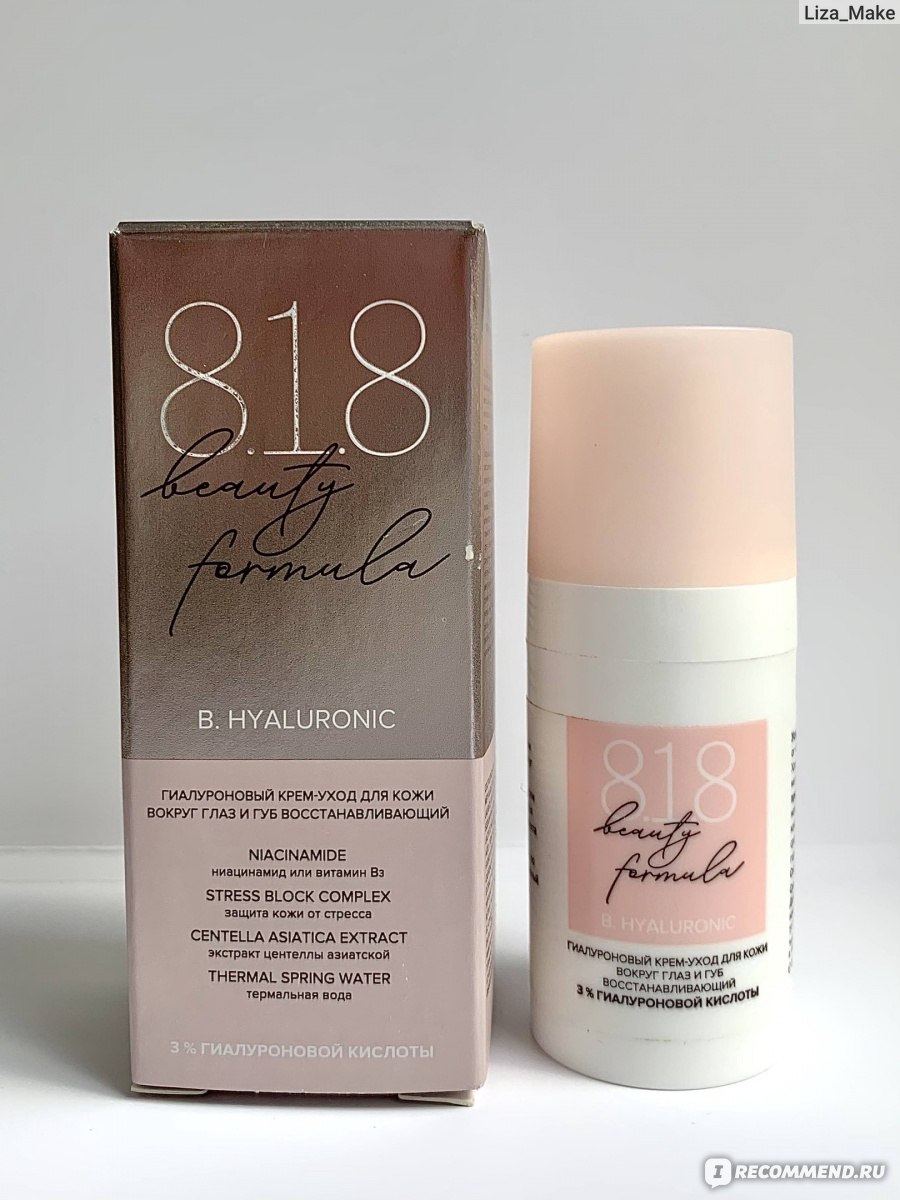 Liza_Make
8.1.8
beauty
formula
B. HYALURONIC
ГИАЛУРОНОВЫЙ КРЕМ-УХОД ДЛЯ КОЖИ
ВОКРУГ ГЛАЗ И ГУБ ВОССТАНАВЛИВАЮЩИЙ
NIACINAMIDE
ниацинамид или витамин B3
STRESS BLOCK COMPLEX
защита кожи от стресса
CENTELLA ASIATICA EXTRACT
экстракт центеллы азиатской
THERMAL SPRING WATER
термальная вода
3 % ГИАЛУРОНОВОЙ КИСЛОТЫ
8.1.8
beauty
formula
B. HYALURONIC
ГИАЛУРОНОВЫЙ КРЕМ-УХОД ДЛЯ КОЖИ
ВОКРУГ ГЛАЗ И ГУБ
ВОССТАНАВЛИВАЮЩИЙ
3 % ГИАЛУРОНОВОЙ КИСЛОТЫ
IRECOMMEND.RU